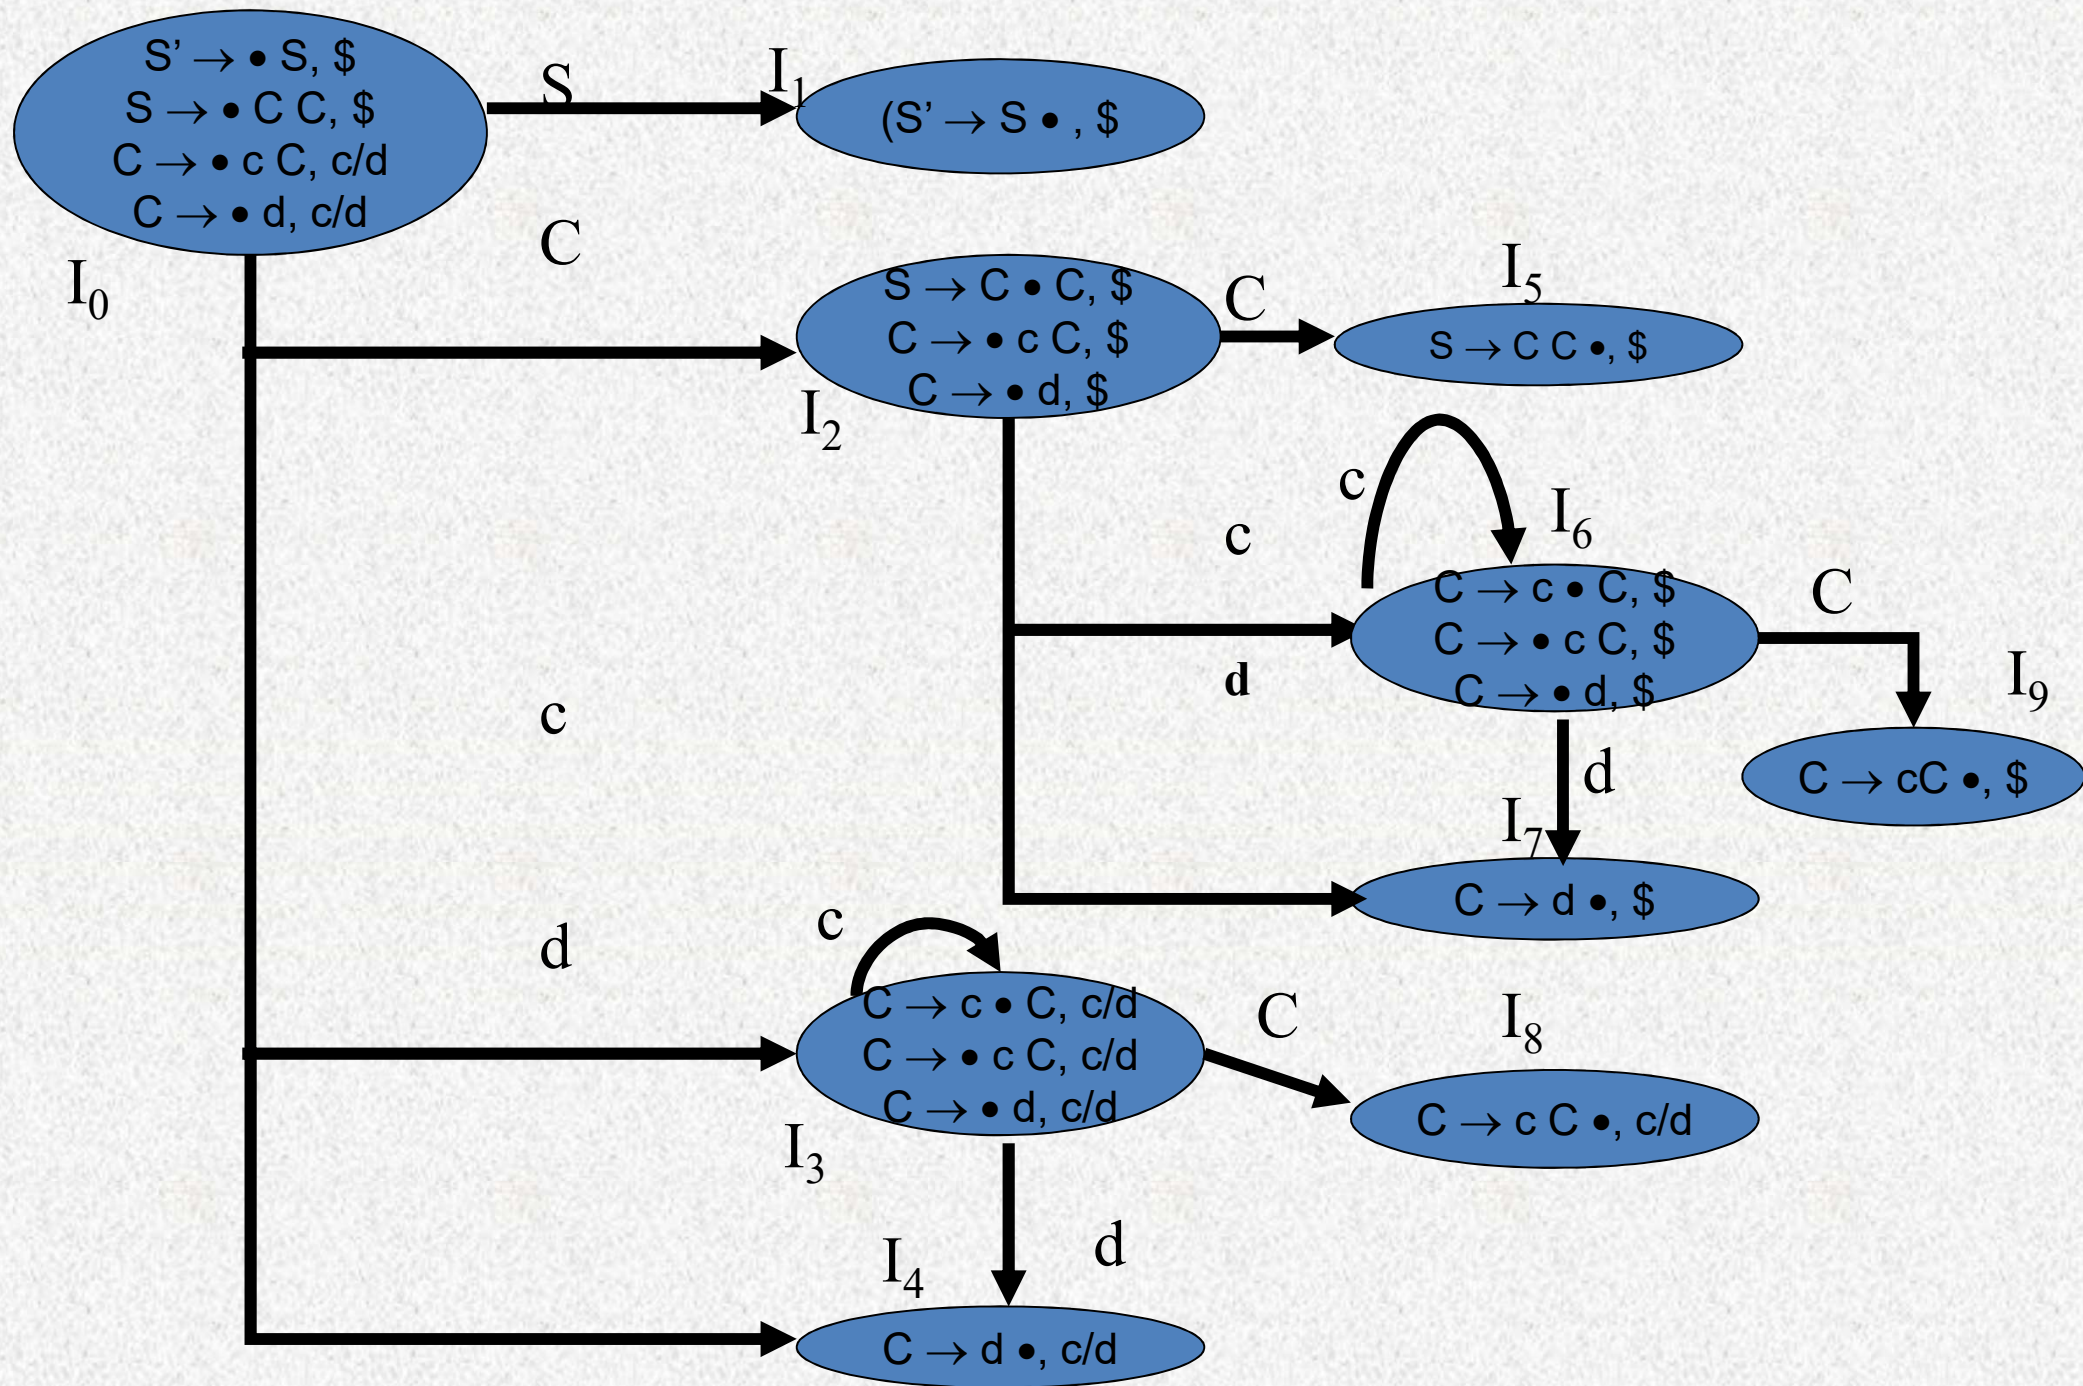 S’ → • S, $
S → • C C, $
C → • c C, c/d
C → • d, c/d
I0
S
I1
(S’ → S • , $
C
S → C • C, $
C → • c C, $
C → • d, $
I2
C
I5
S → C C •, $
c
c
I6
C → c • C, $
C → • c C, $
C → • d, $
C
I9
C → cC •, $
d
d
I7
C → d •, $
c
d
c
C → c • C, c/d
C → • c C, c/d
C → • d, c/d
I3
C
I8
C → c C •, c/d
d
I4
C → d •, c/d